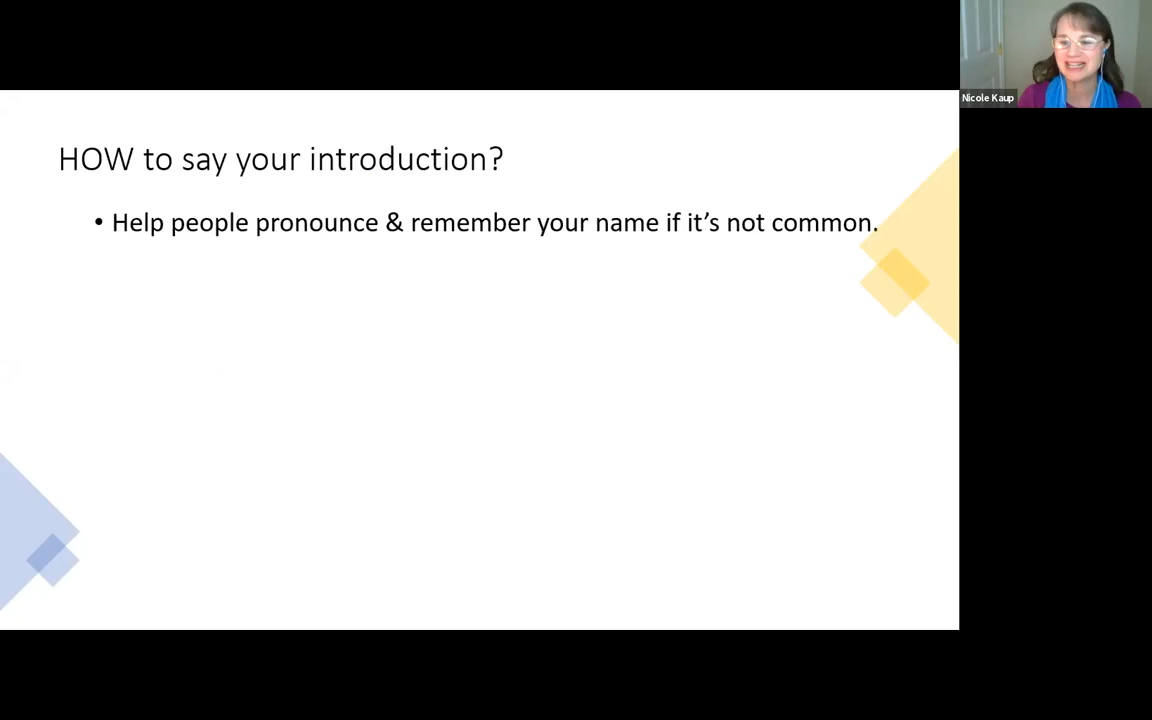 Nicole Kaup
HOW to say your introduction?
• Help people pronounce & remember your name if it’s not common.